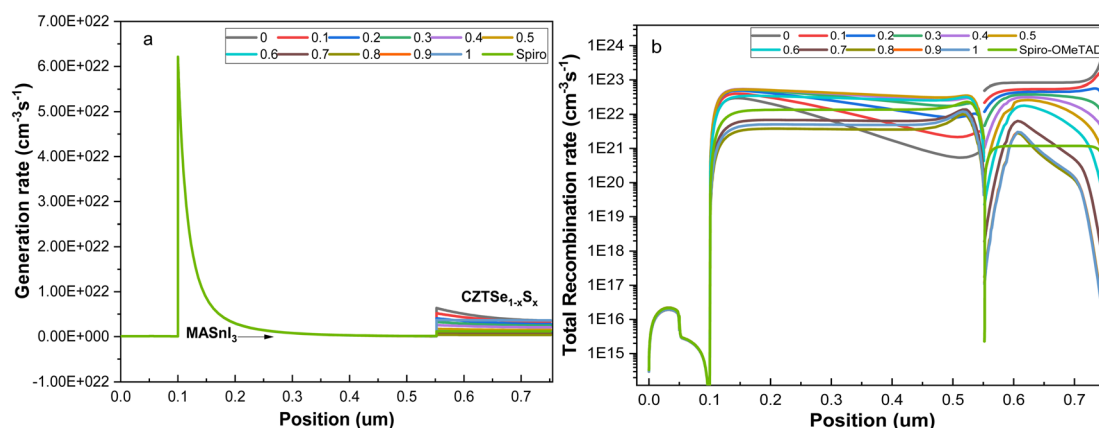 a
0 0.1 0.2 0.3 0.4 0.5
0.6 0.7 0.8 0.9 1 Spiro
Generation rate (cm-3s-1)
7.00E+022
6.00E+022
5.00E+022
4.00E+022
3.00E+022
2.00E+022
1.00E+022
0.00E+000
-1.00E+022
MASnI3
CZTSe1-xSx
0.0 0.1 0.2 0.3 0.4 0.5 0.6 0.7
Position (um)
b
0 0.1 0.2 0.3 0.4 0.5
0.6 0.7 0.8 0.9 1 Spiro-OMeTAD
Total Recombination rate (cm-3s-1)
1E24
1E23
1E22
1E21
1E20
1E19
1E18
1E17
1E16
1E15
0.0 0.1 0.2 0.3 0.4 0.5 0.6 0.7
Position (um)